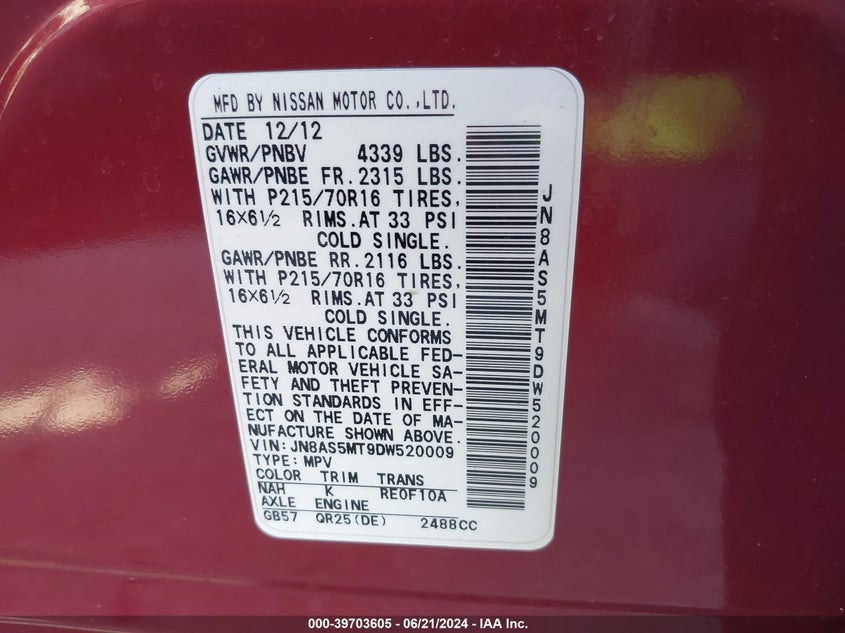 MFD BY NISSAN MOTOR CO.,LTD.
DATE 12/12
GVWR/PNBV 4339 LBS.
GAWR/PNBE FR.2315 LBS.
WITH P215/70R16 TIRES,
16×6½ RIMS.AT 33 PSI
COLD SINGLE.
GAWR/PNBE RR.2116 LBS.
WITH P215/70R16 TIRES,
16×6½ RIMS.AT 33 PSI
COLD SINGLE.
THIS VEHICLE CONFORMS
TO ALL APPLICABLE FED-
ERAL MOTOR VEHICLE SA-
FETY AND THEFT PREVEN-
TION STANDARDS IN EFF-
ECT ON THE DATE OF MA-
NUFACTURE SHOWN ABOVE.
VIN:JN8AS5MT9DW520009
TYPE:MPV
COLOR TRIM TRANS
NAH K RE0F10A
AXLE ENGINE
GB57 QR25(DE) 2488CC
JN8AS5MT9DW520009
000-39703605 - 06/21/2024 - IAA Inc.